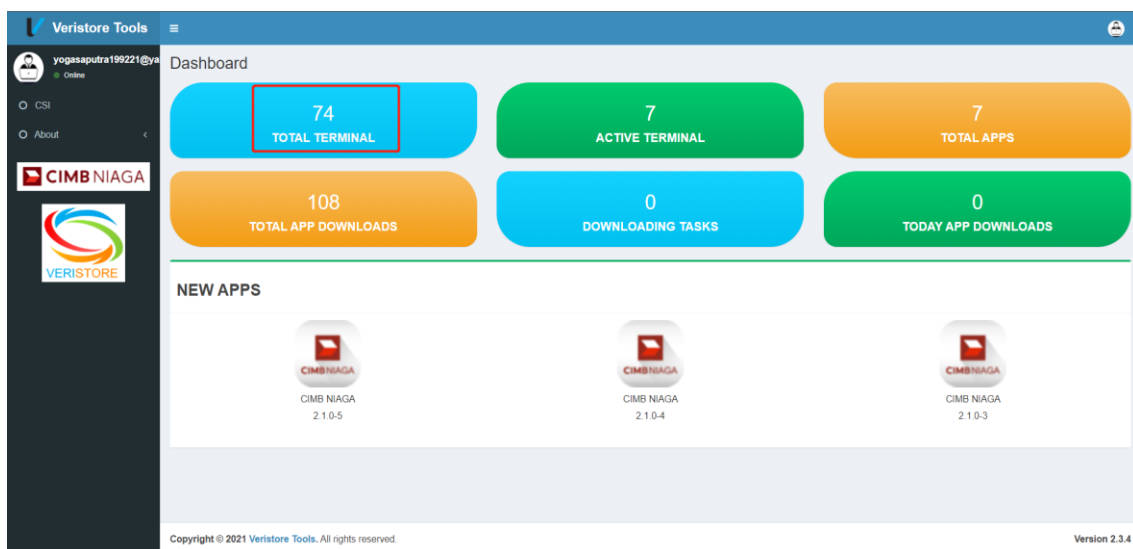 Veristore Tools
yogasaputra199221@ya
Online
CSI
About
CIMB NIAGA
VERISTORE
Dashboard
74
TOTAL TERMINAL
7
ACTIVE TERMINAL
7
TOTAL APPS
108
TOTAL APP DOWNLOADS
0
DOWNLOADING TASKS
0
TODAY APP DOWNLOADS
NEW APPS
CIMB NIAGA
CIMB NIAGA
2.1.0-5
CIMB NIAGA
CIMB NIAGA
2.1.0-4
CIMB NIAGA
CIMB NIAGA
2.1.0-3
Copyright © 2021 Veristore Tools. All rights reserved.
Version 2.3.4